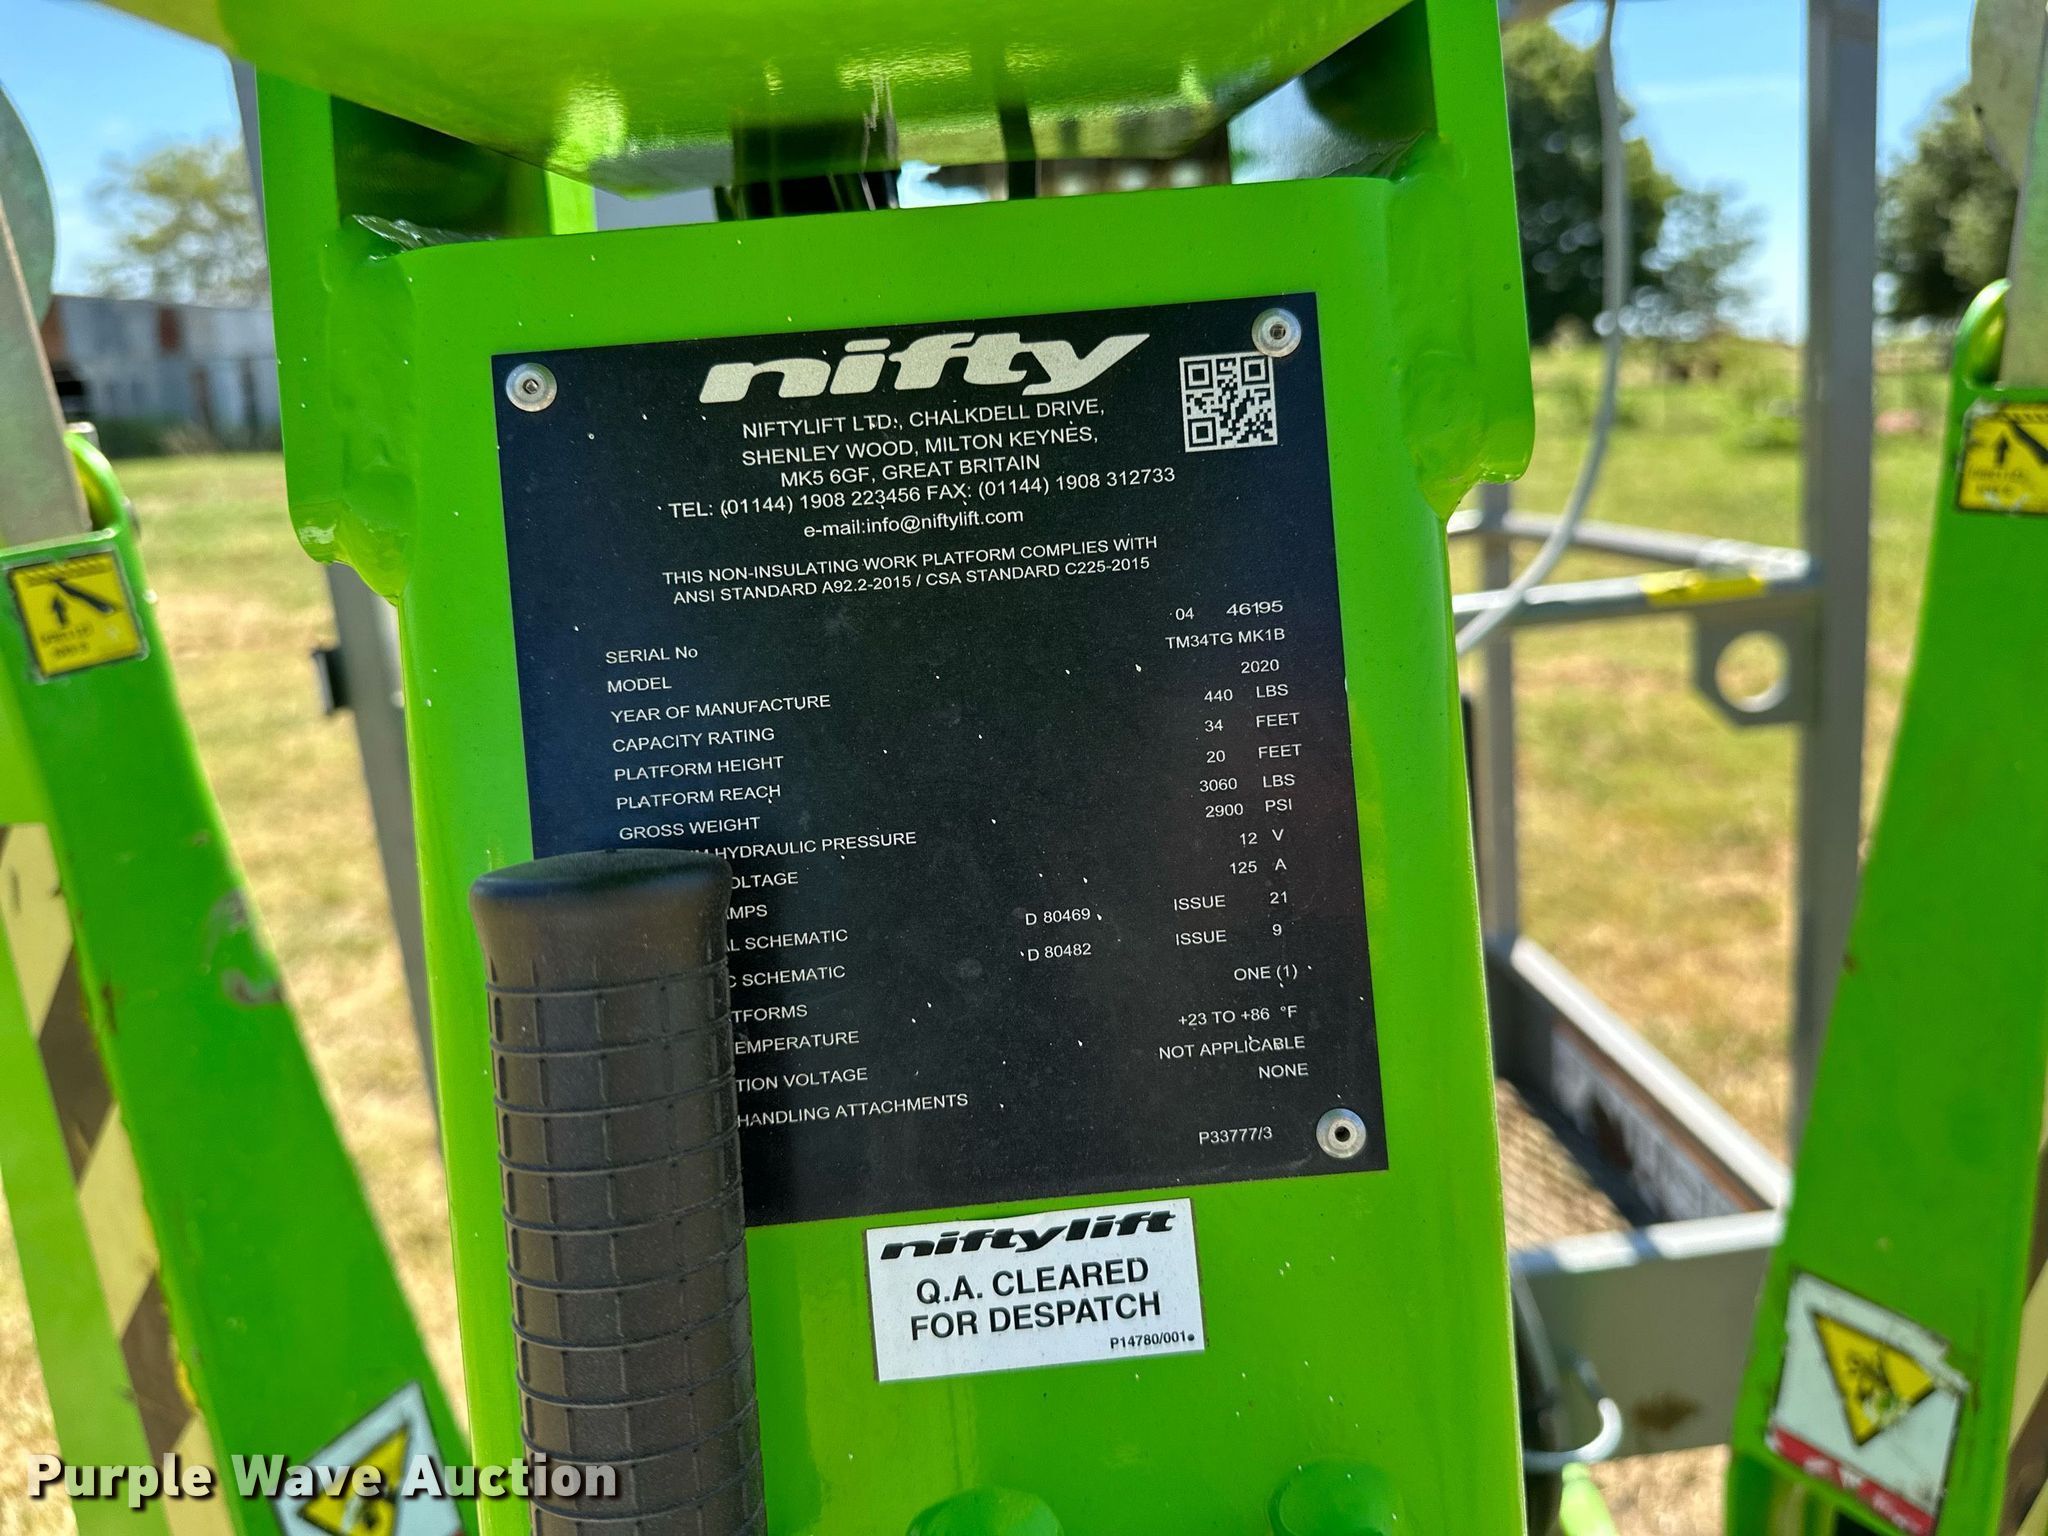 nifty
NIFTYLIFT LTD., CHALKDELL DRIVE,
SHENLEY WOOD, MILTON KEYNES,
MK5 6GF, GREAT BRITAIN
TEL: (01144) 1908 223456 FAX: (01144) 1908 312733
e-mail:info@niftylift.com
THIS NON-INSULATING WORK PLATFORM COMPLIES WITH
ANSI STANDARD A92.2-2015 / CSA STANDARD C225-2015
SERIAL No 04 46195
MODEL TM34TG MK1B
YEAR OF MANUFACTURE 2020
CAPACITY RATING 440 LBS
PLATFORM HEIGHT 34 FEET
PLATFORM REACH 20 FEET
GROSS WEIGHT 3060 LBS
HYDRAULIC PRESSURE 2900 PSI
OLTAGE 12 V
AMPS 125 A
AL SCHEMATIC D 80469 ISSUE 21
C SCHEMATIC D 80482 ISSUE 9
TFORMS ONE (1)
EMPERATURE +23 TO +86 °F
TION VOLTAGE NOT APPLICABLE
HANDLING ATTACHMENTS NONE
P33777/3
niftylift
Q.A. CLEARED
FOR DESPATCH
P14780/001
Purple Wave Auction